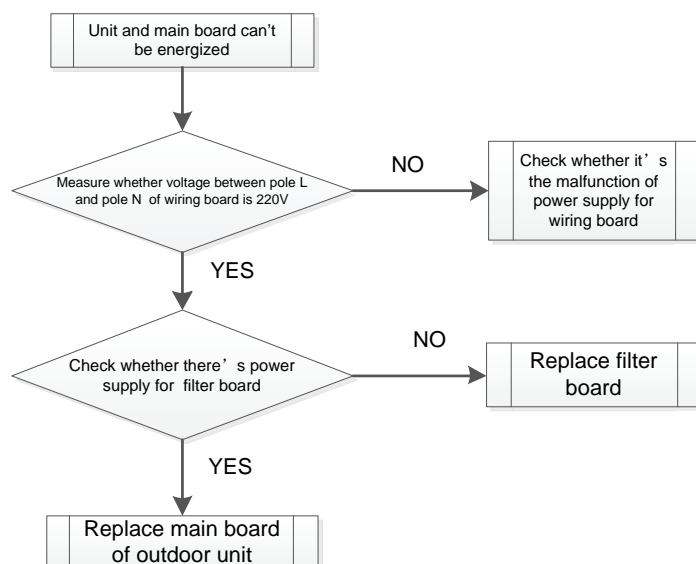 Unit and main board can't
be energized
Measure whether voltage between pole L
and pole N of wiring board is 220V
NO
Check whether it’s
the malfunction of
power supply for
wiring board
YES
Check whether there’s power
supply for filter board
NO
Replace filter
board
YES
Replace main board
of outdoor unit